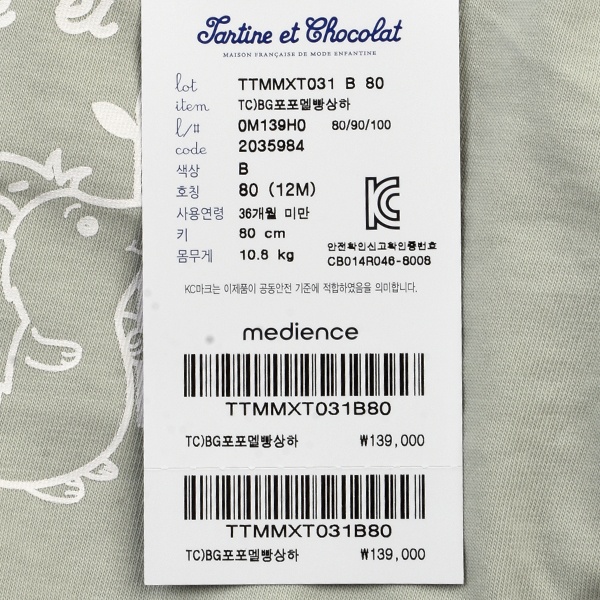 et
Tartine et Chocolat
MAISON FRANÇAISE DE MODE ENFANTINE
lot TTMMXT031 B 80
item TC)BG포포멜빵상하
l/# 0M139H0 80/90/100
code 2035984
색상 B
호칭 80 (12M)
사용연령 36개월 미만
키 80 cm
몸무게 10.8 kg
KC
안전확인신고확인증번호
CB014R046-8008
KC마크는 이제품이 공동안전 기준에 적합하였음을 의미합니다.
medience
TTMMXT031B80
TC)BG포포멜빵상하 ₩139,000
TTMMXT031B80
TC)BG포포멜빵상하 ₩139,000